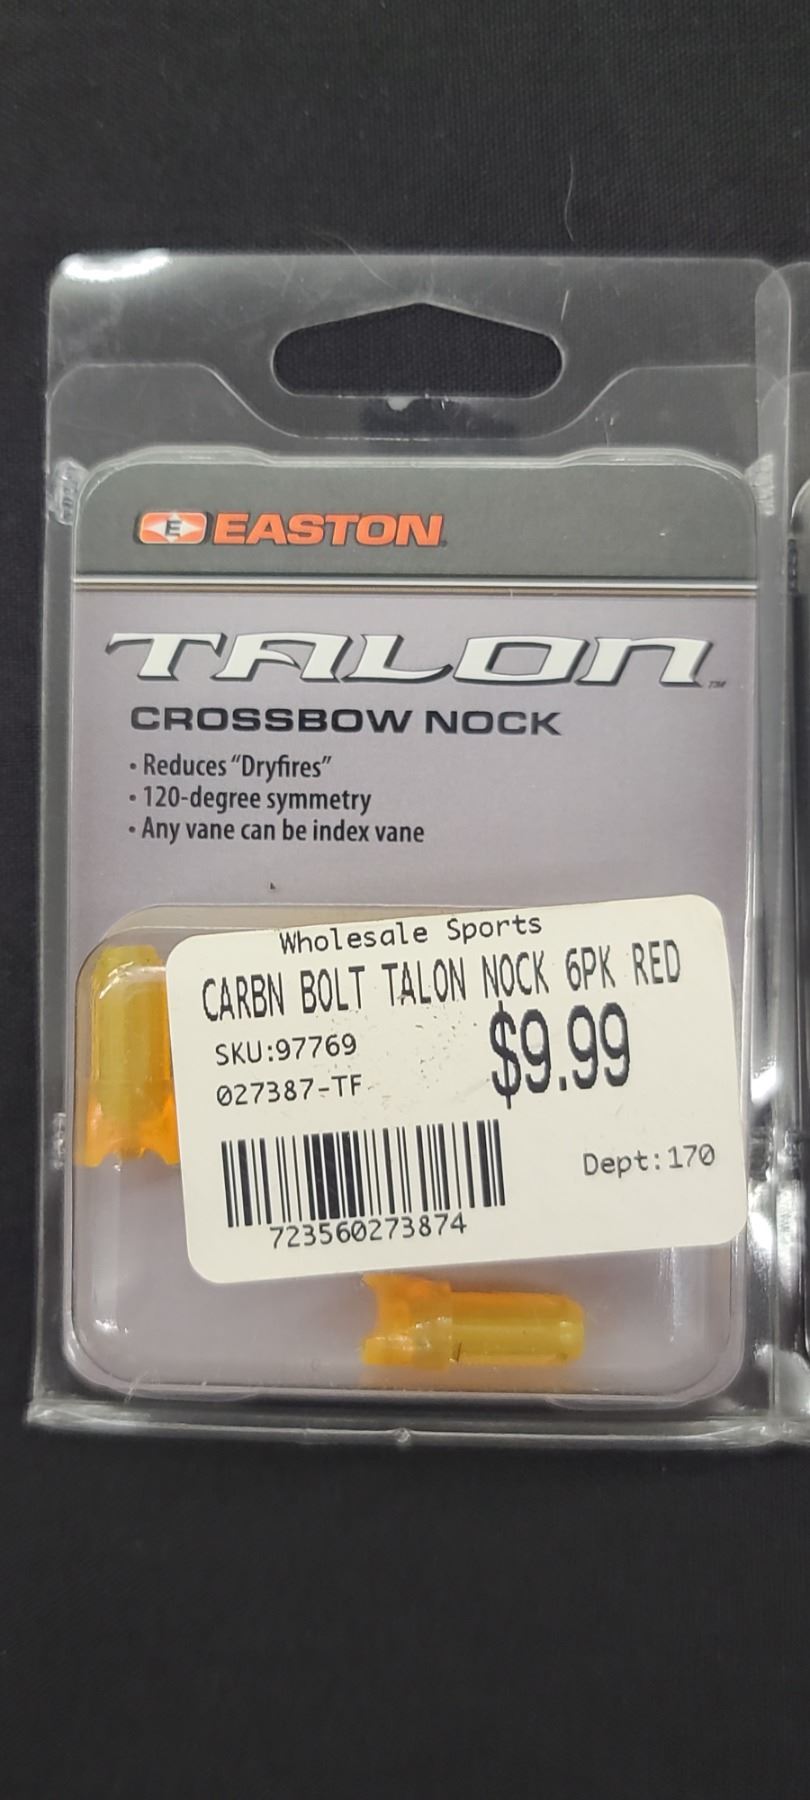 E EASTON
TALON™
CROSSBOW NOCK
• Reduces “Dryfires”
• 120-degree symmetry
• Any vane can be index vane
Wholesale Sports
CARBN BOLT TALON NOCK 6PK RED
SKU:97769
$9.99
027387-TF
Dept:170
723560273874